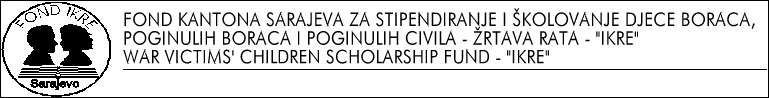 FOND IKRE
Sarajevo
FOND KANTONA SARAJEVA ZA STIPENDIRANJE I ŠKOLOVANJE DJECE BORACA,
POGINULIH BORACA I POGINULIH CIVILA - ŽRTAVA RATA - "IKRE"
WAR VICTIMS' CHILDREN SCHOLARSHIP FUND - "IKRE"